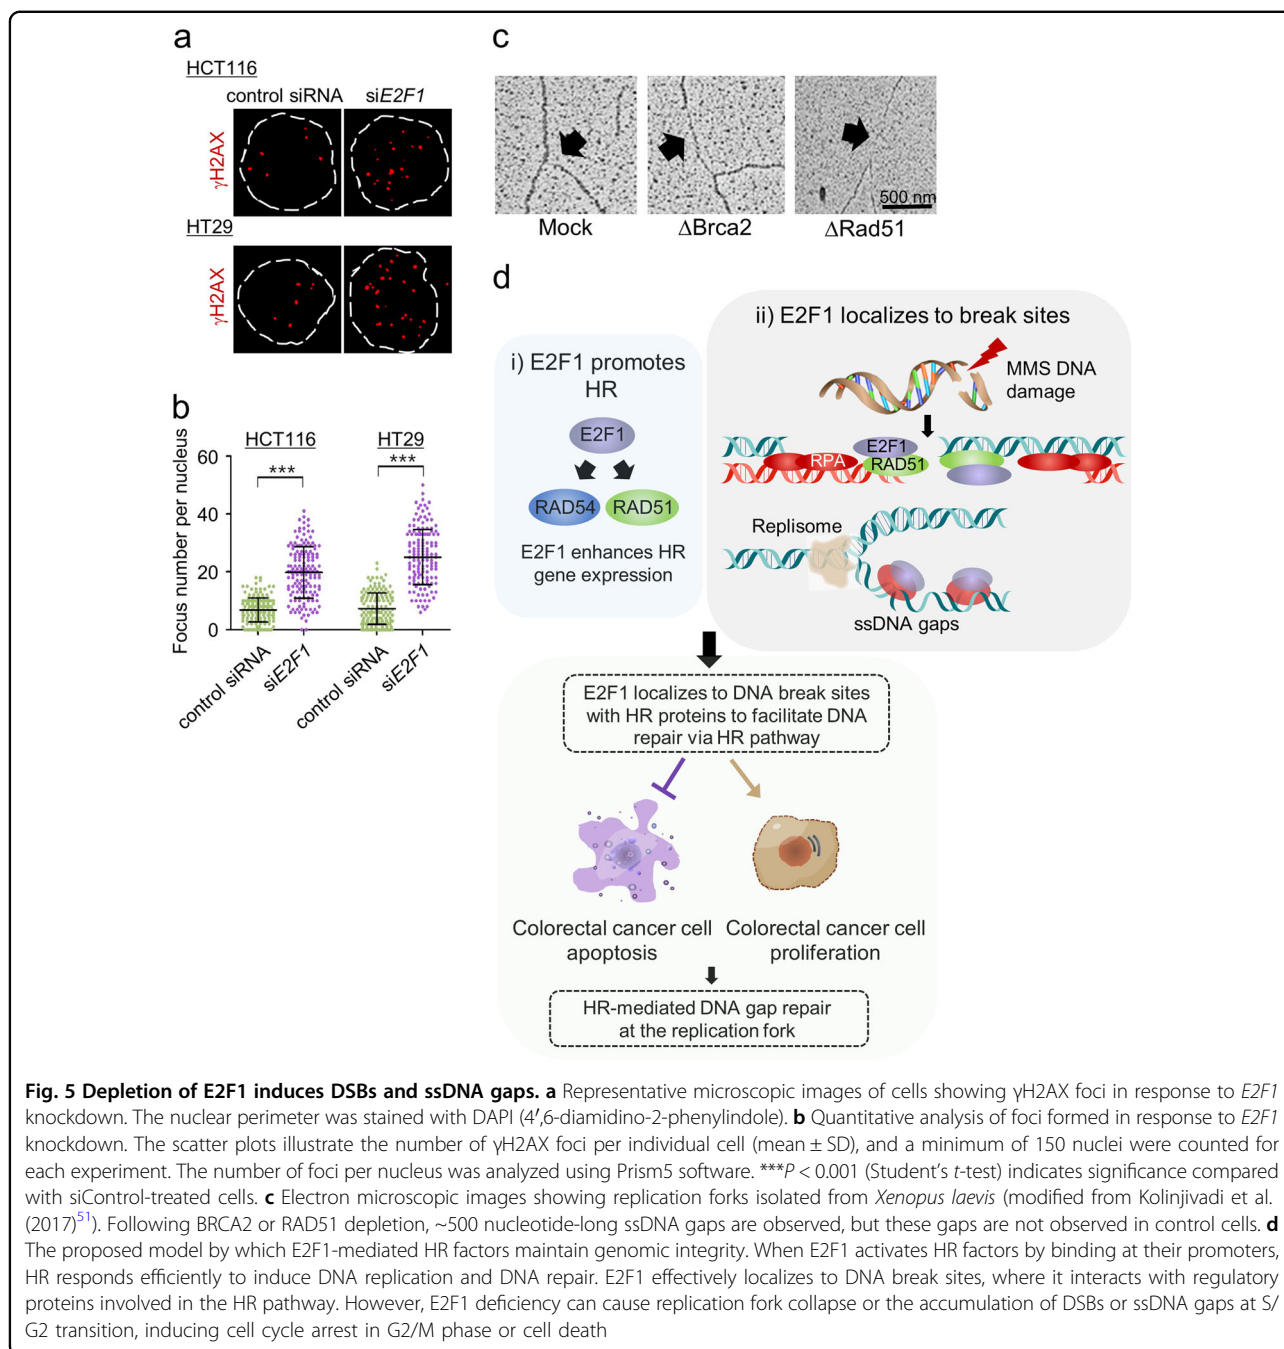 a
HCT116
control siRNA
siE2F1
γH2AX
HT29
γH2AX
b
HCT116
HT29
***
***
Focus number per nucleus
60
40
20
0
control siRNA
siE2F1
control siRNA
siE2F1
c
500 nm
Mock
ΔBrca2
ΔRad51
d
i) E2F1 promotes
HR
E2F1
RAD54
RAD51
E2F1 enhances HR
gene expression
ii) E2F1 localizes to break sites
MMS DNA
damage
E2F1
RPA
RAD51
Replisome
ssDNA gaps
E2F1 localizes to DNA break sites
with HR proteins to facilitate DNA
repair via HR pathway
Colorectal cancer cell
apoptosis
Colorectal cancer cell
proliferation
HR-mediated DNA gap repair
at the replication fork
Fig. 5 Depletion of E2F1 induces DSBs and ssDNA gaps. a Representative microscopic images of cells showing γH2AX foci in response to E2F1
knockdown. The nuclear perimeter was stained with DAPI (4′,6-diamidino-2-phenylindole). b Quantitative analysis of foci formed in response to E2F1
knockdown. The scatter plots illustrate the number of γH2AX foci per individual cell (mean ± SD), and a minimum of 150 nuclei were counted for
each experiment. The number of foci per nucleus was analyzed using Prism5 software. ***P < 0.001 (Student's t-test) indicates significance compared
with siControl-treated cells. c Electron microscopic images showing replication forks isolated from Xenopus laevis (modified from Kolinjivadi et al.
(2017)51). Following BRCA2 or RAD51 depletion, ~500 nucleotide-long ssDNA gaps are observed, but these gaps are not observed in control cells. d
The proposed model by which E2F1-mediated HR factors maintain genomic integrity. When E2F1 activates HR factors by binding at their promoters,
HR responds efficiently to induce DNA replication and DNA repair. E2F1 effectively localizes to DNA break sites, where it interacts with regulatory
proteins involved in the HR pathway. However, E2F1 deficiency can cause replication fork collapse or the accumulation of DSBs or ssDNA gaps at S/
G2 transition, inducing cell cycle arrest in G2/M phase or cell death